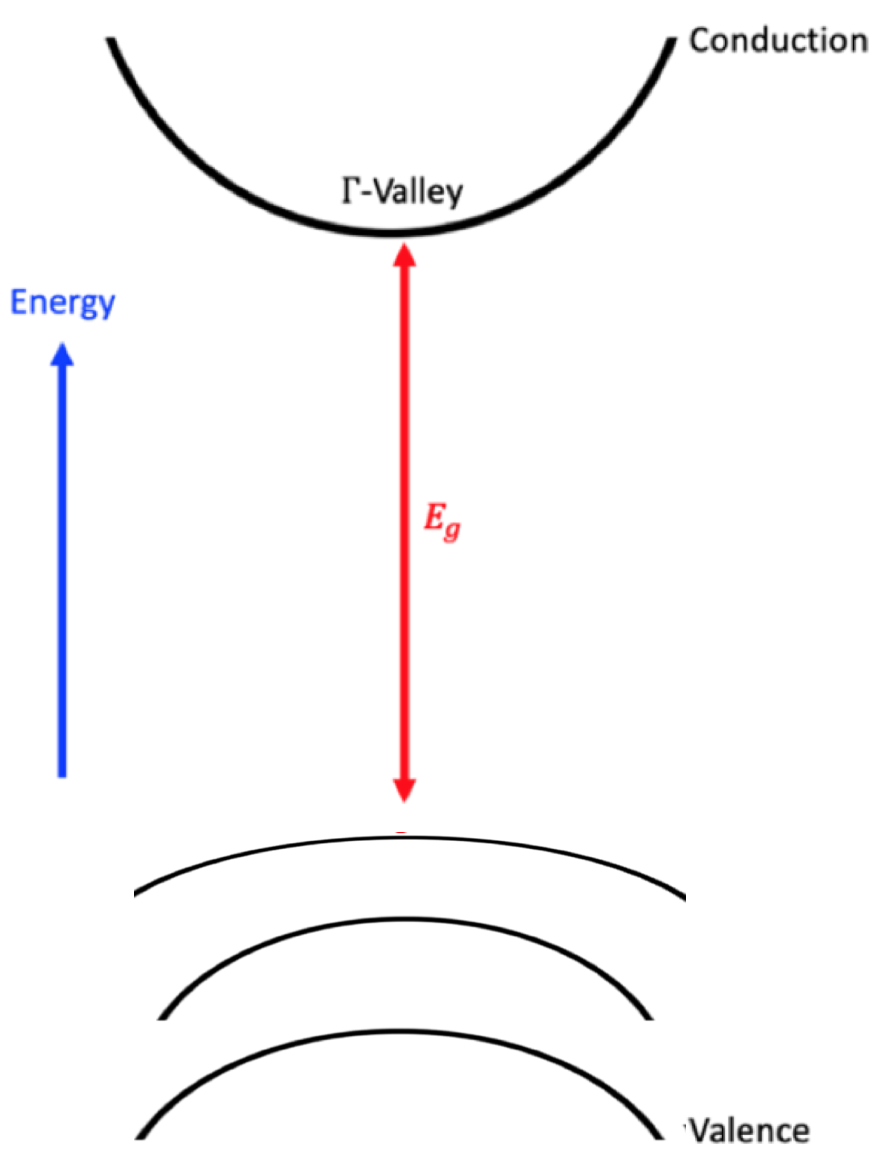 Conduction
Γ-Valley
Energy
E_g
Valence